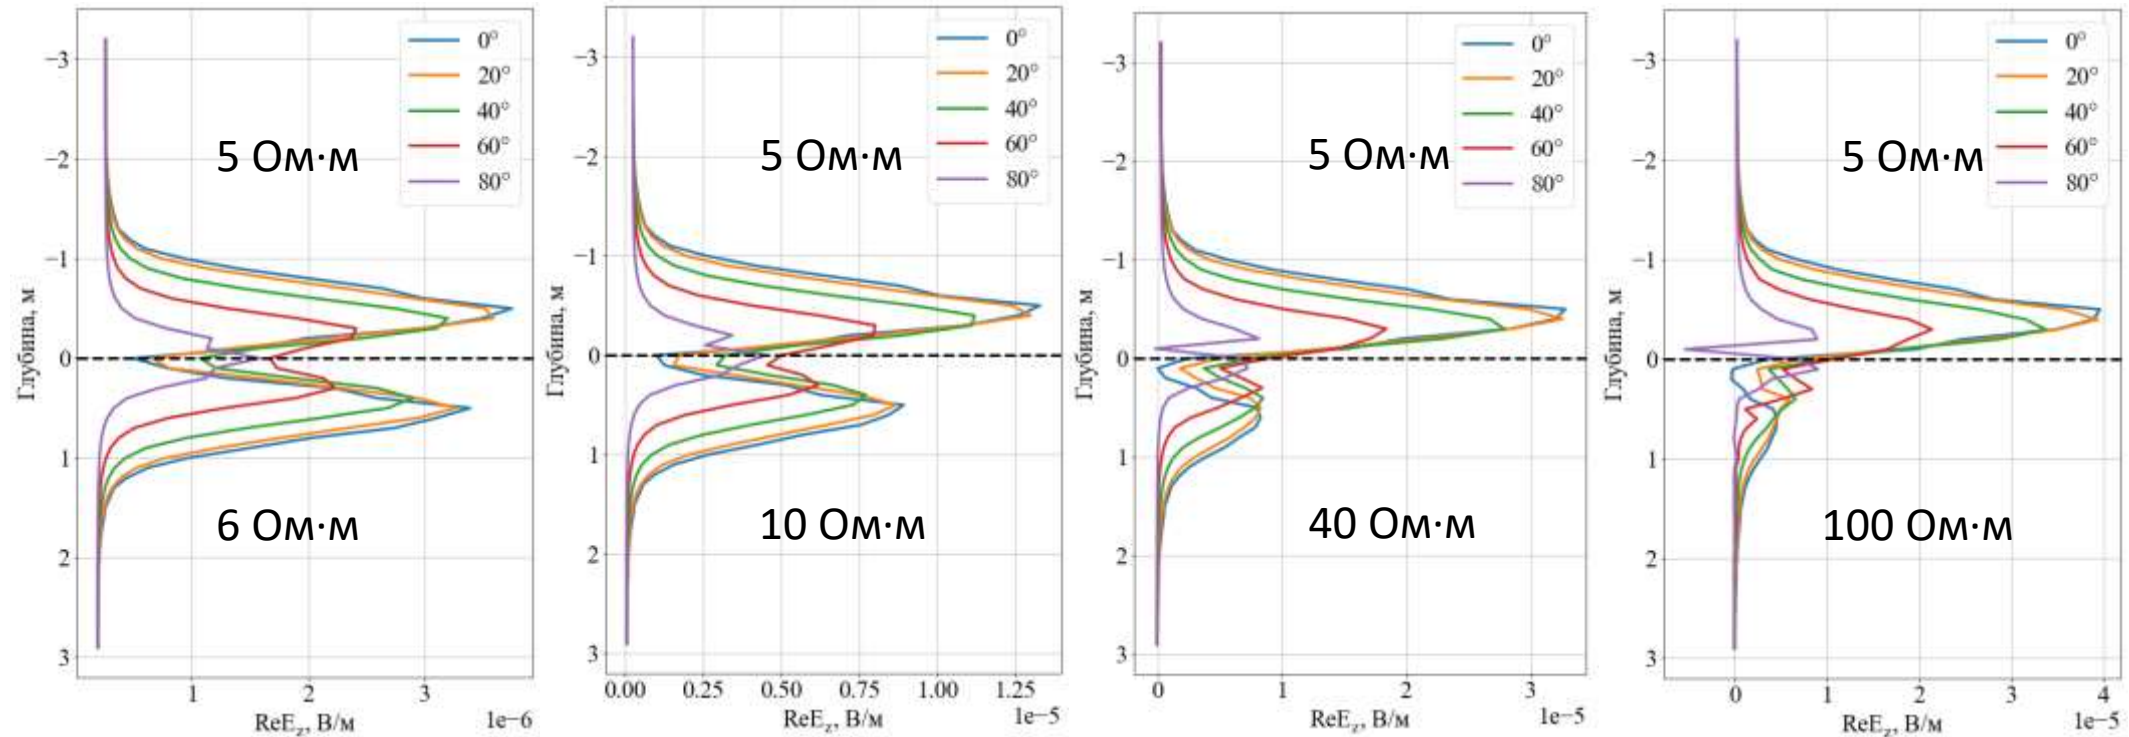 0°
20°
40°
60°
80°
5 Ом·м
6 Ом·м
−3
−2
−1
0
1
2
3
Глубина, м
1
2
3
1e−6
ReE_z, В/м
0°
20°
40°
60°
80°
5 Ом·м
10 Ом·м
−3
−2
−1
0
1
2
3
Глубина, м
0.00 0.25 0.50 0.75 1.00 1.25
1e−5
ReE_z, В/м
0°
20°
40°
60°
80°
5 Ом·м
40 Ом·м
−3
−2
−1
0
1
2
3
Глубина, м
0 1 2 3
1e−5
ReE_z, В/м
0°
20°
40°
60°
80°
5 Ом·м
100 Ом·м
−3
−2
−1
0
1
2
3
Глубина, м
0 1 2 3 4
1e−5
ReE_z, В/м